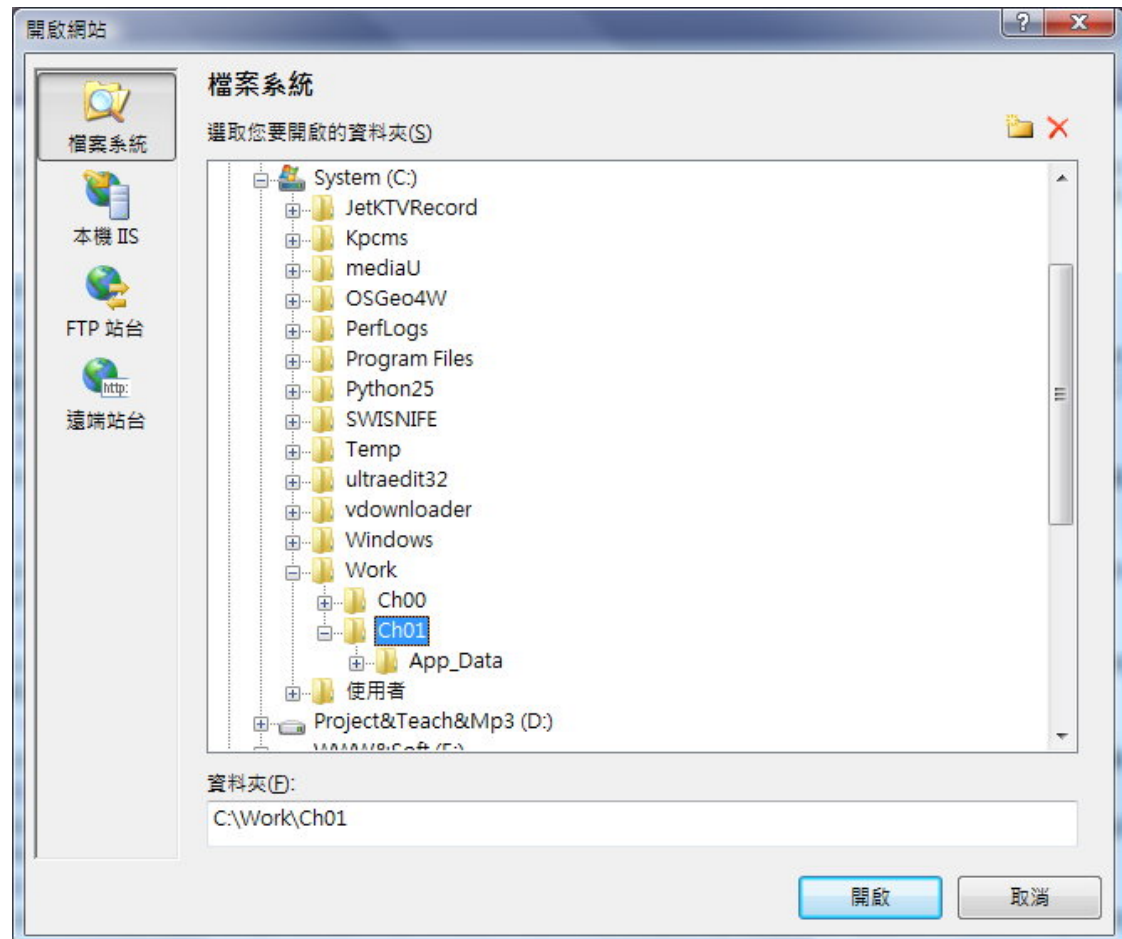 開啟網站
檔案系統
本機 IIS
FTP 站台
http:
遠端站台
檔案系統
選取您要開啟的資料夾(S)
System (C:)
JetKTVRecord
Kpcms
mediaU
OSGeo4W
PerfLogs
Program Files
Python25
SWISNIFE
Temp
ultraedit32
vdownloader
Windows
Work
Ch00
Ch01
App_Data
使用者
Project&Teach&Mp3 (D:)
資料夾(F):
C:\Work\Ch01
開啟
取消